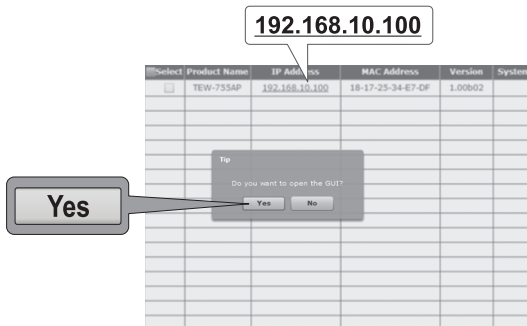 192.168.10.100
Select Product Name IP Address MAC Address Version System
TEW-755AP 192.168.10.100 18-17-25-34-E7-DF 1.00b02
Tip
Do you want to open the GUI?
Yes No
Yes